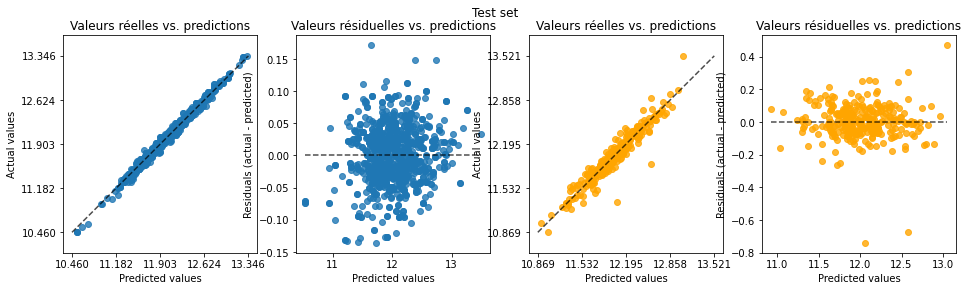 Test set
Valeurs réelles vs. predictions
13.346
12.624
11.903
11.182
10.460
Actual values
10.460 11.182 11.903 12.624 13.346
Predicted values
Valeurs résiduelles vs. predictions
0.15
0.10
0.05
0.00
−0.05
−0.10
−0.15
Residuals (actual - predicted)
11 12 13
Predicted values
Valeurs réelles vs. predictions
13.521
12.858
12.195
11.532
10.869
Actual values
10.869 11.532 12.195 12.858 13.521
Predicted values
Valeurs résiduelles vs. predictions
0.4
0.2
0.0
−0.2
−0.4
−0.6
−0.8
Residuals (actual - predicted)
11.0 11.5 12.0 12.5 13.0
Predicted values